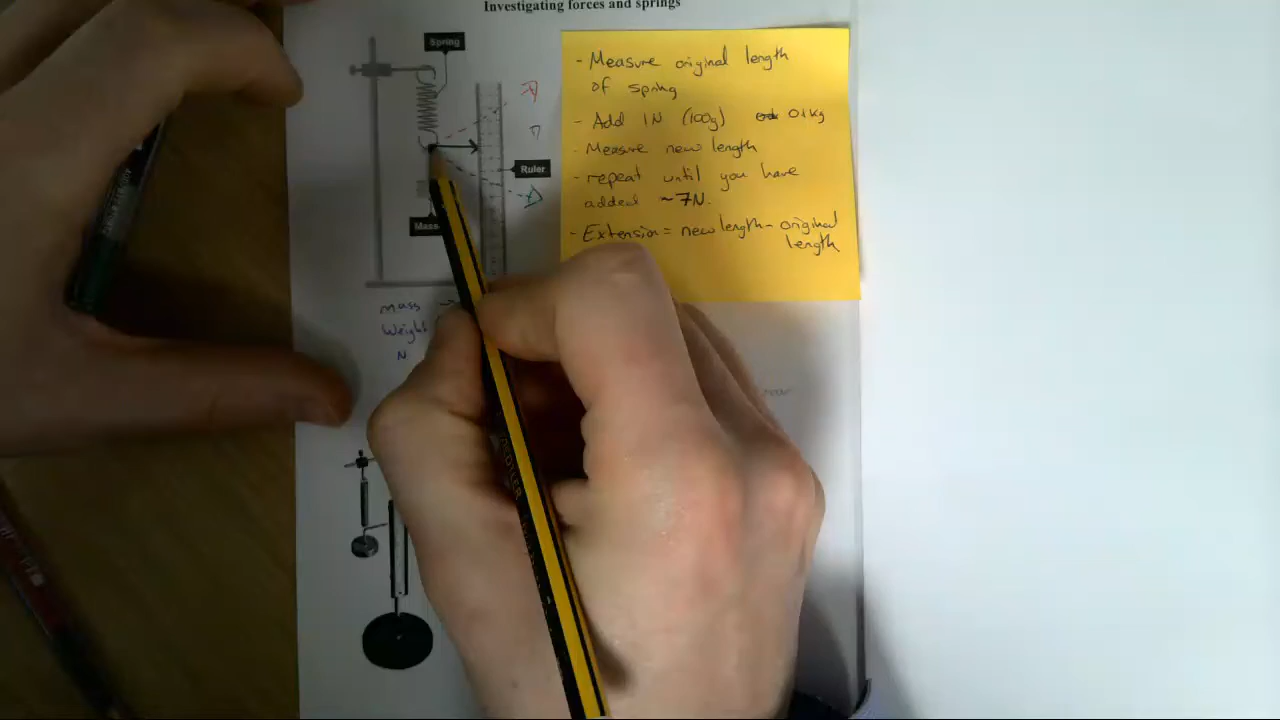 Investigating forces and springs
Spring
Ruler
Mass
- Measure original length
of spring
- Add 1N (100g) 0.1kg
- Measure new length
- repeat until you have
added ~7N.
- Extension = new length - original
length
mass →
Weight
N